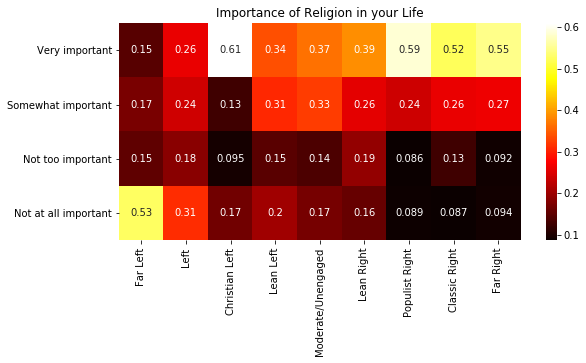 Importance of Religion in your Life
Very important 0.15 0.26 0.61 0.34 0.37 0.39 0.59 0.52 0.55
Somewhat important 0.17 0.24 0.13 0.31 0.33 0.26 0.24 0.26 0.27
Not too important 0.15 0.18 0.095 0.15 0.14 0.19 0.086 0.13 0.092
Not at all important 0.53 0.31 0.17 0.2 0.17 0.16 0.089 0.087 0.094
Far Left
Left
Christian Left
Lean Left
Moderate/Unengaged
Lean Right
Populist Right
Classic Right
Far Right
0.6
0.5
0.4
0.3
0.2
0.1